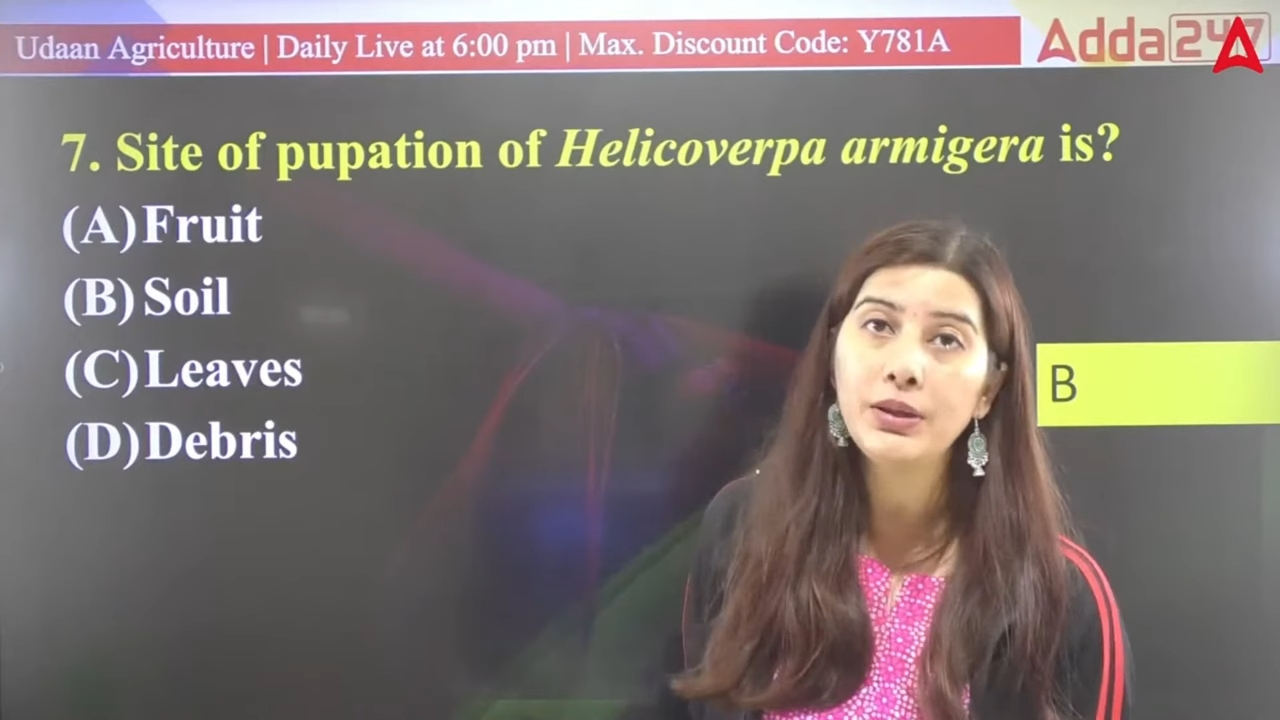 Udaan Agriculture | Daily Live at 6:00 pm | Max. Discount Code: Y781A
Adda247
7. Site of pupation of Helicoverpa armigera is?
(A) Fruit
(B) Soil
(C) Leaves
(D) Debris
B